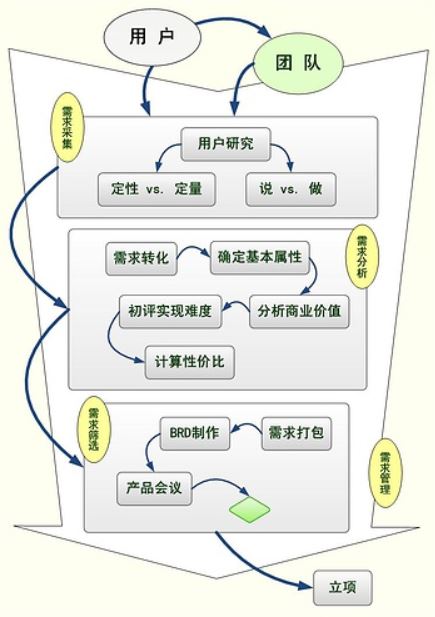 用 户
团 队
需求采集
用户研究
定性 vs. 定量
说 vs. 做
需求分析
需求转化
确定基本属性
初评实现难度
分析商业价值
计算性价比
需求筛选
BRD制作
需求打包
产品会议
需求管理
立项